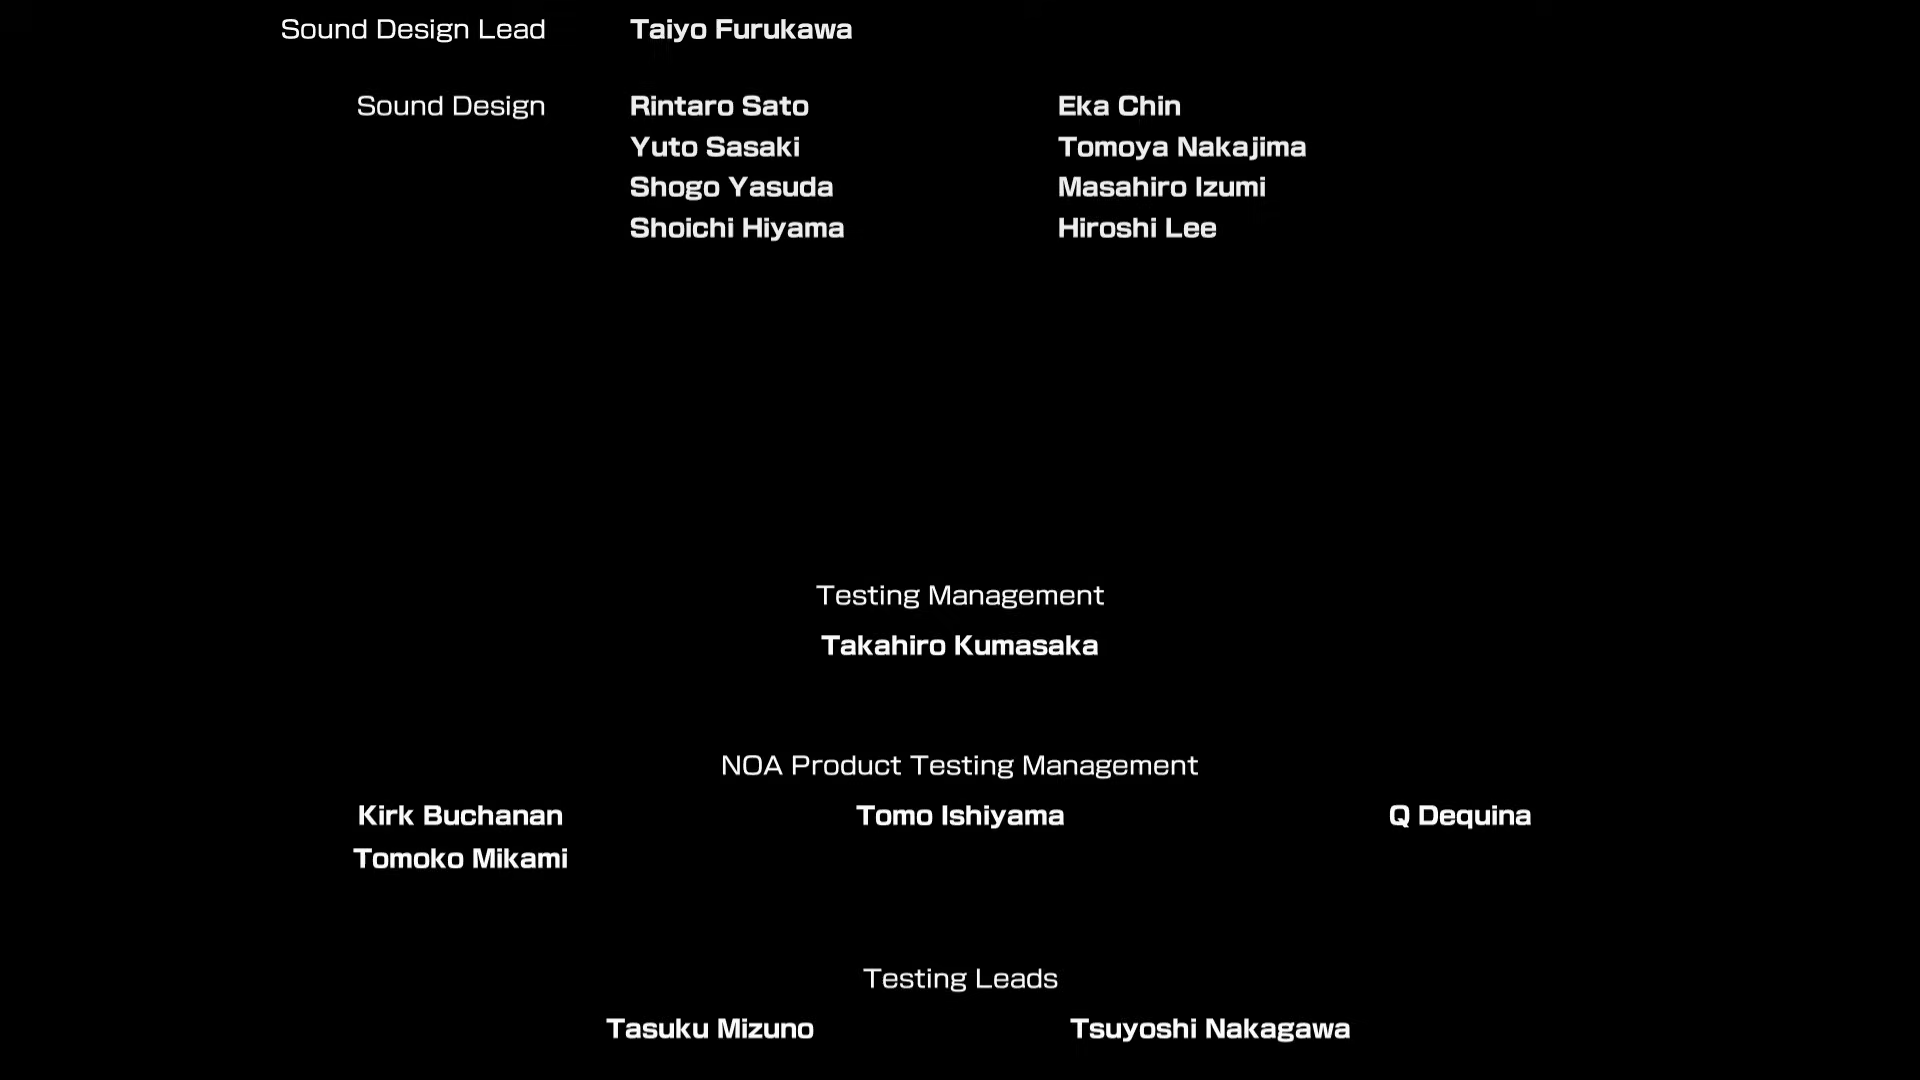 Sound Design Lead Taiyo Furukawa
Sound Design Rintaro Sato Eka Chin
Yuto Sasaki Tomoya Nakajima
Shogo Yasuda Masahiro Izumi
Shoichi Hiyama Hiroshi Lee
Testing Management
Takahiro Kumasaka
NOA Product Testing Management
Kirk Buchanan Tomo Ishiyama Q Dequina
Tomoko Mikami
Testing Leads
Tasuku Mizuno Tsuyoshi Nakagawa